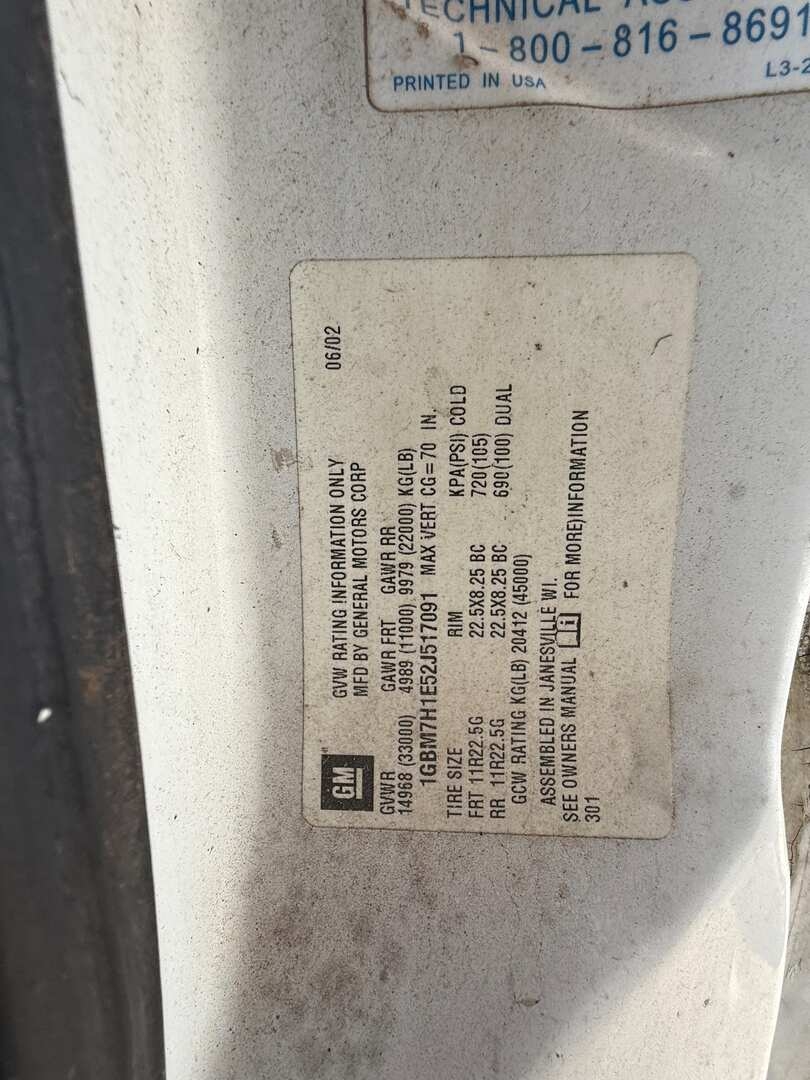 TECHNICAL
1-800-816-8691
PRINTED IN USA
L3-2
GM
GVW RATING INFORMATION ONLY 06/02
MFD BY GENERAL MOTORS CORP
GVWR GAWR FRT GAWR RR
14968 (33000) 4989 (11000) 9979 (22000) KG(LB)
1GBM7H1E52J517091 MAX VERT CG=70 IN.
TIRE SIZE RIM KPA(PSI) COLD
FRT 11R22.5G 22.5X8.25 BC 720(105)
RR 11R22.5G 22.5X8.25 BC 690(100) DUAL
GCW RATING KG(LB) 20412 (45000)
ASSEMBLED IN JANESVILLE WI.
SEE OWNERS MANUAL FOR MORE)INFORMATION
301